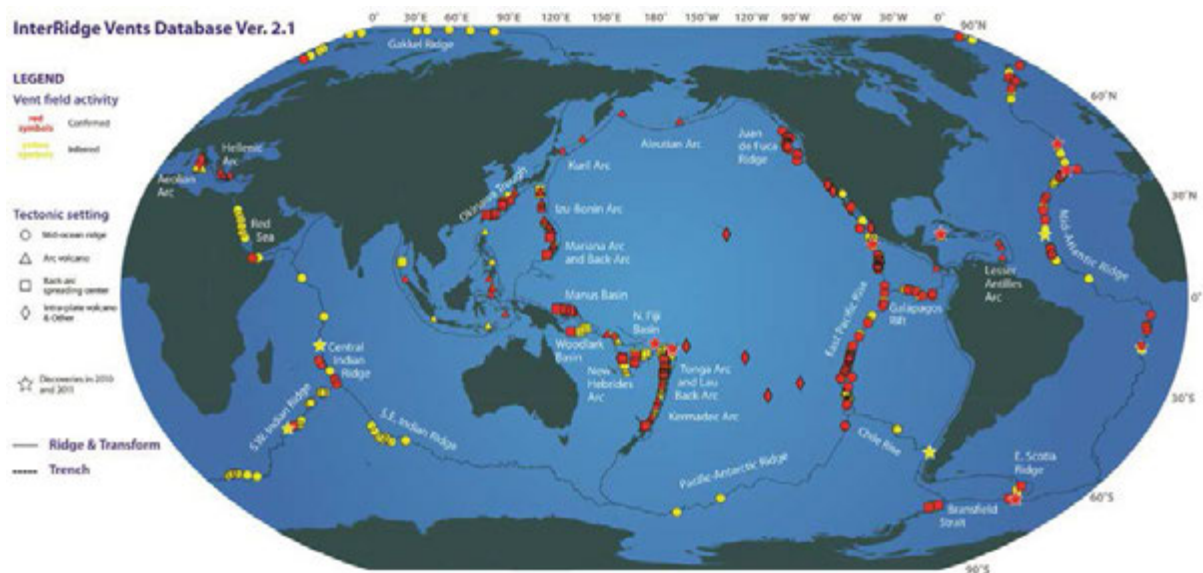 0° 30°E 60°E 90°E 120°E 150°E 180° 150°W 120°W 90°W 60°W 30°W 0°
90°N
InterRidge Vents Database Ver. 2.1
Gakkel Ridge
LEGEND
Vent field activity
red symbols Confirmed
yellow symbols Inferred
60°N
Aleutian Arc
Juan de Fuca Ridge
Hellenic Arc
Kuril Arc
Aeolian Arc
Okinawa Trough
30°N
Tectonic setting
Mid-ocean ridge
Arc volcano
Back-arc spreading center
Intra-plate volcano & Other
Red Sea
Izu-Bonin Arc
Mariana Arc and Back Arc
Mid-Atlantic Ridge
Lesser Antilles Arc
0°
Manus Basin
N. Fiji Basin
Galapagos Rift
East Pacific Rise
Woodlark Basin
Central Indian Ridge
New Hebrides Arc
Tonga Arc and Lau Back Arc
Discoveries in 2010 and 2011
30°S
Kermadec Arc
S.W. Indian Ridge
S.E. Indian Ridge
Chile Rise
Ridge & Transform
Trench
Pacific-Antarctic Ridge
E. Scotia Ridge
60°S
Bransfield Strait
90°S